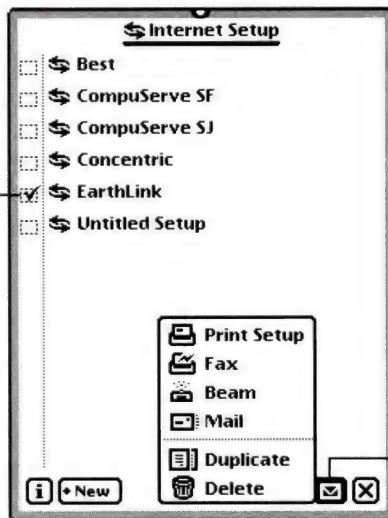 Internet Setup
Best
CompuServe SF
CompuServe SJ
Concentric
EarthLink
Untitled Setup
Print Setup
Fax
Beam
Mail
Duplicate
Delete
i
New
X